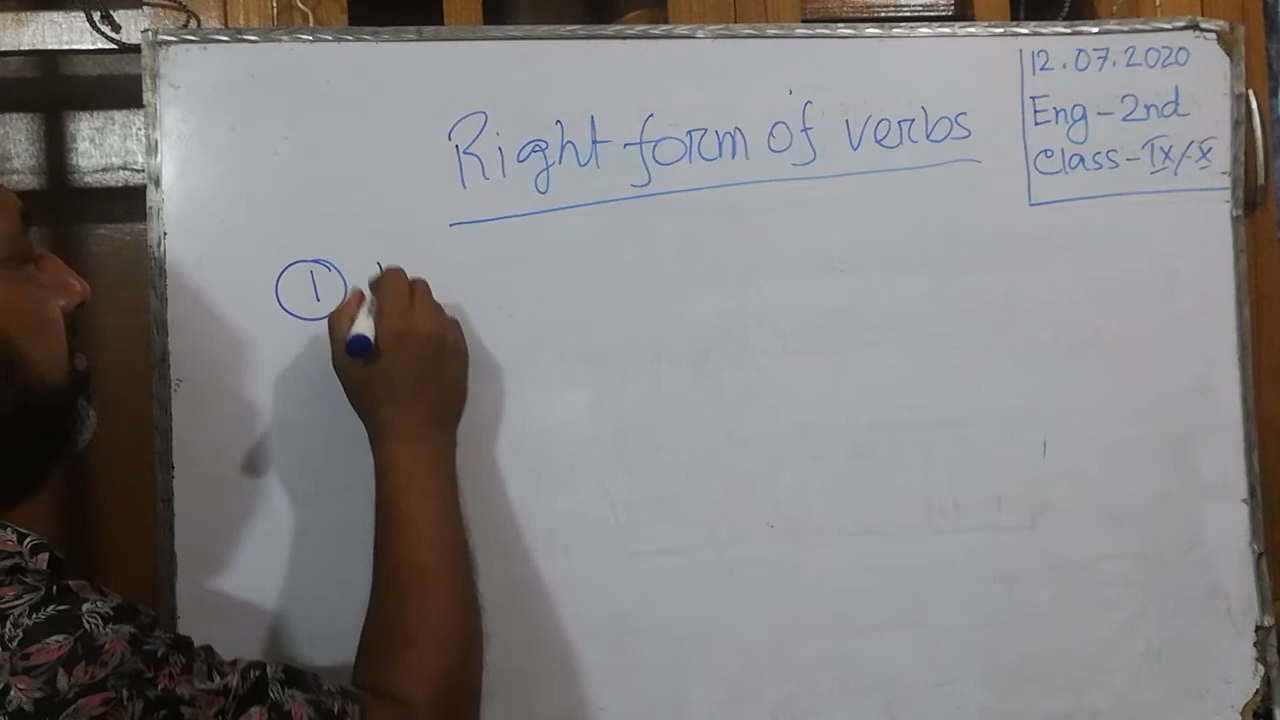 12.07.2020
Eng-2nd
Class-IX/X
Right form of verbs
1